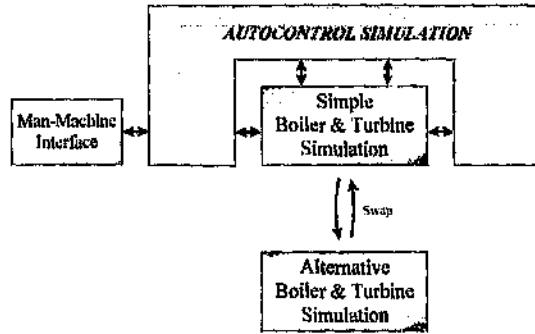 AUTOCONTROL SIMULATION
Simple
Boiler & Turbine
Simulation
Man-Machine
Interface
Swap
Alternative
Boiler & Turbine
Simulation